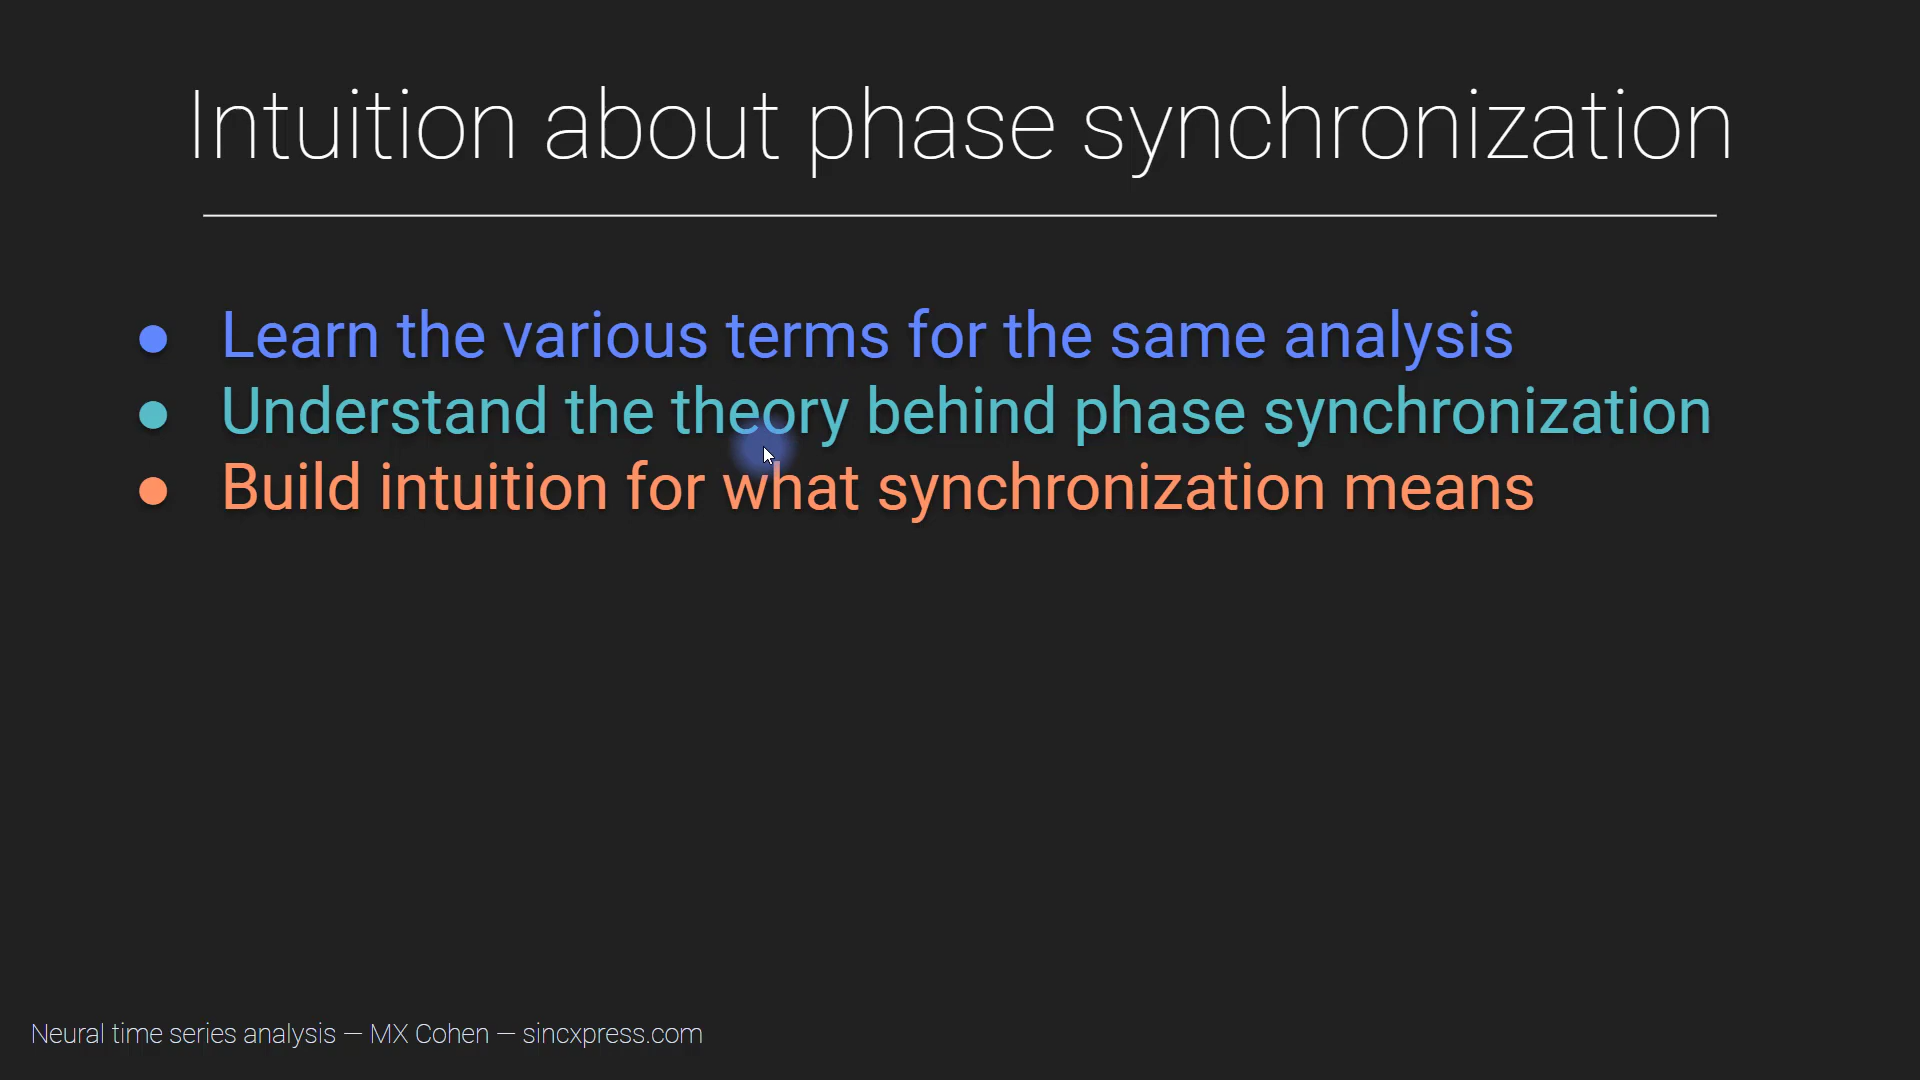 Intuition about phase synchronization
● Learn the various terms for the same analysis
● Understand the theory behind phase synchronization
● Build intuition for what synchronization means
Neural time series analysis — MX Cohen — sincxpress.com